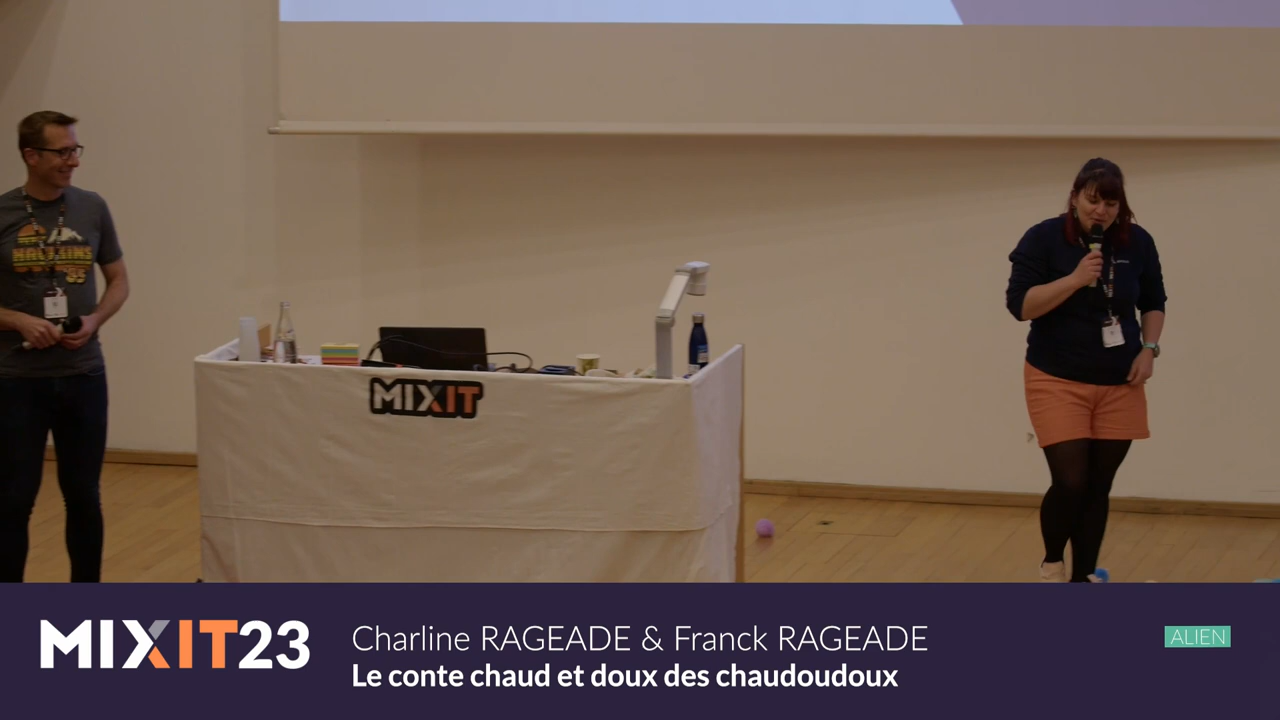 MIXIT
MIXIT23
Charline RAGEADE & Franck RAGEADE
Le conte chaud et doux des chaudoudoux
ALIEN